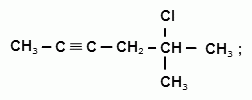 Cl
CH₃ — C≡C — CH₂ — CH — CH₃ ;
CH₃